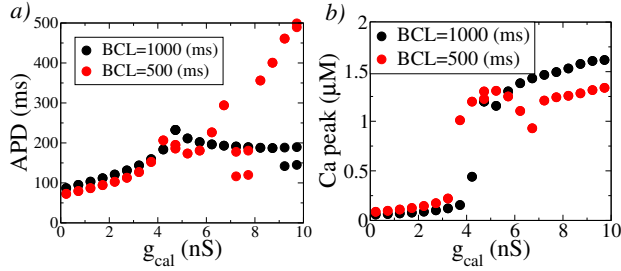 a)
500
400
300
200
100
0
0 2 4 6 8 10
APD (ms)
g_cal (nS)
BCL=1000 (ms)
BCL=500 (ms)
b)
2
1.5
1
0.5
0
0 2 4 6 8 10
Ca peak (μM)
g_cal (nS)
BCL=1000 (ms)
BCL=500 (ms)